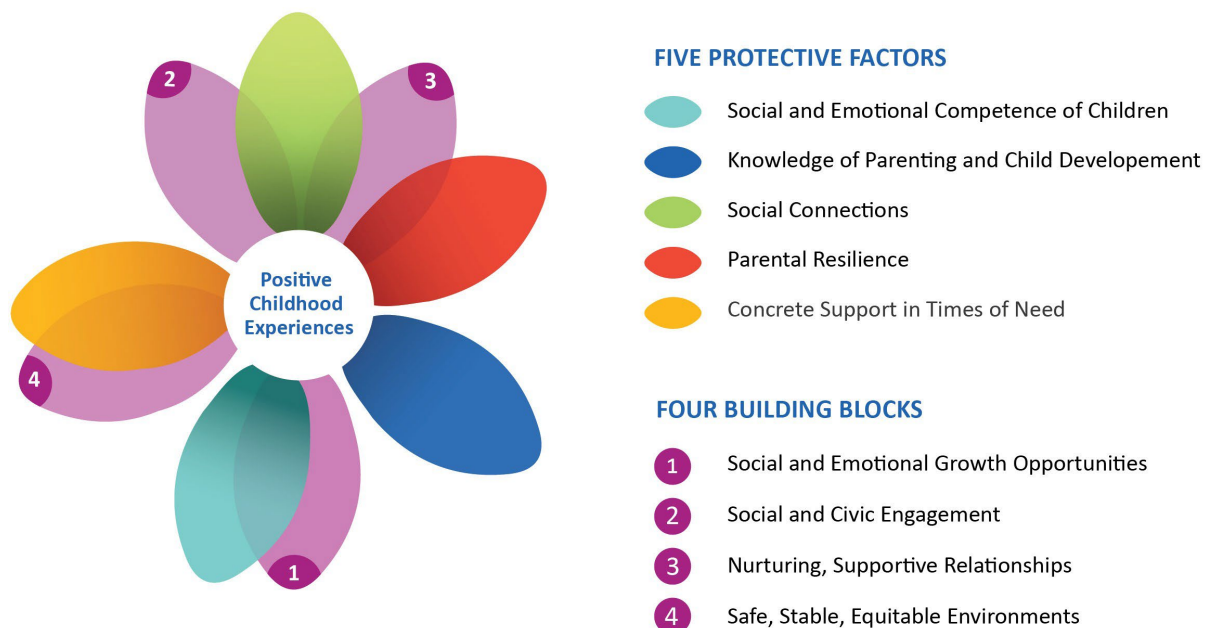 2
3
4
1
Positive
Childhood
Experiences
FIVE PROTECTIVE FACTORS
Social and Emotional Competence of Children
Knowledge of Parenting and Child Developement
Social Connections
Parental Resilience
Concrete Support in Times of Need
FOUR BUILDING BLOCKS
1 Social and Emotional Growth Opportunities
2 Social and Civic Engagement
3 Nurturing, Supportive Relationships
4 Safe, Stable, Equitable Environments